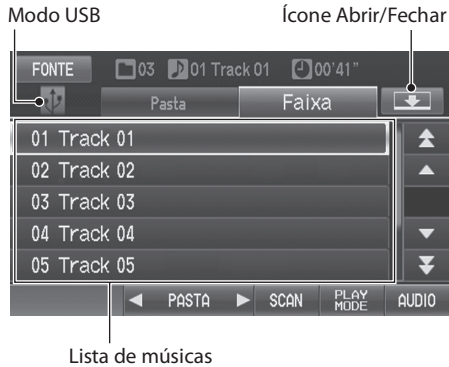 Modo USB Ícone Abrir/Fechar
FONTE 03 01 Track 01 00'41"
Pasta Faixa
01 Track 01
02 Track 02
03 Track 03
04 Track 04
05 Track 05
PASTA SCAN PLAY MODE AUDIO
Lista de músicas